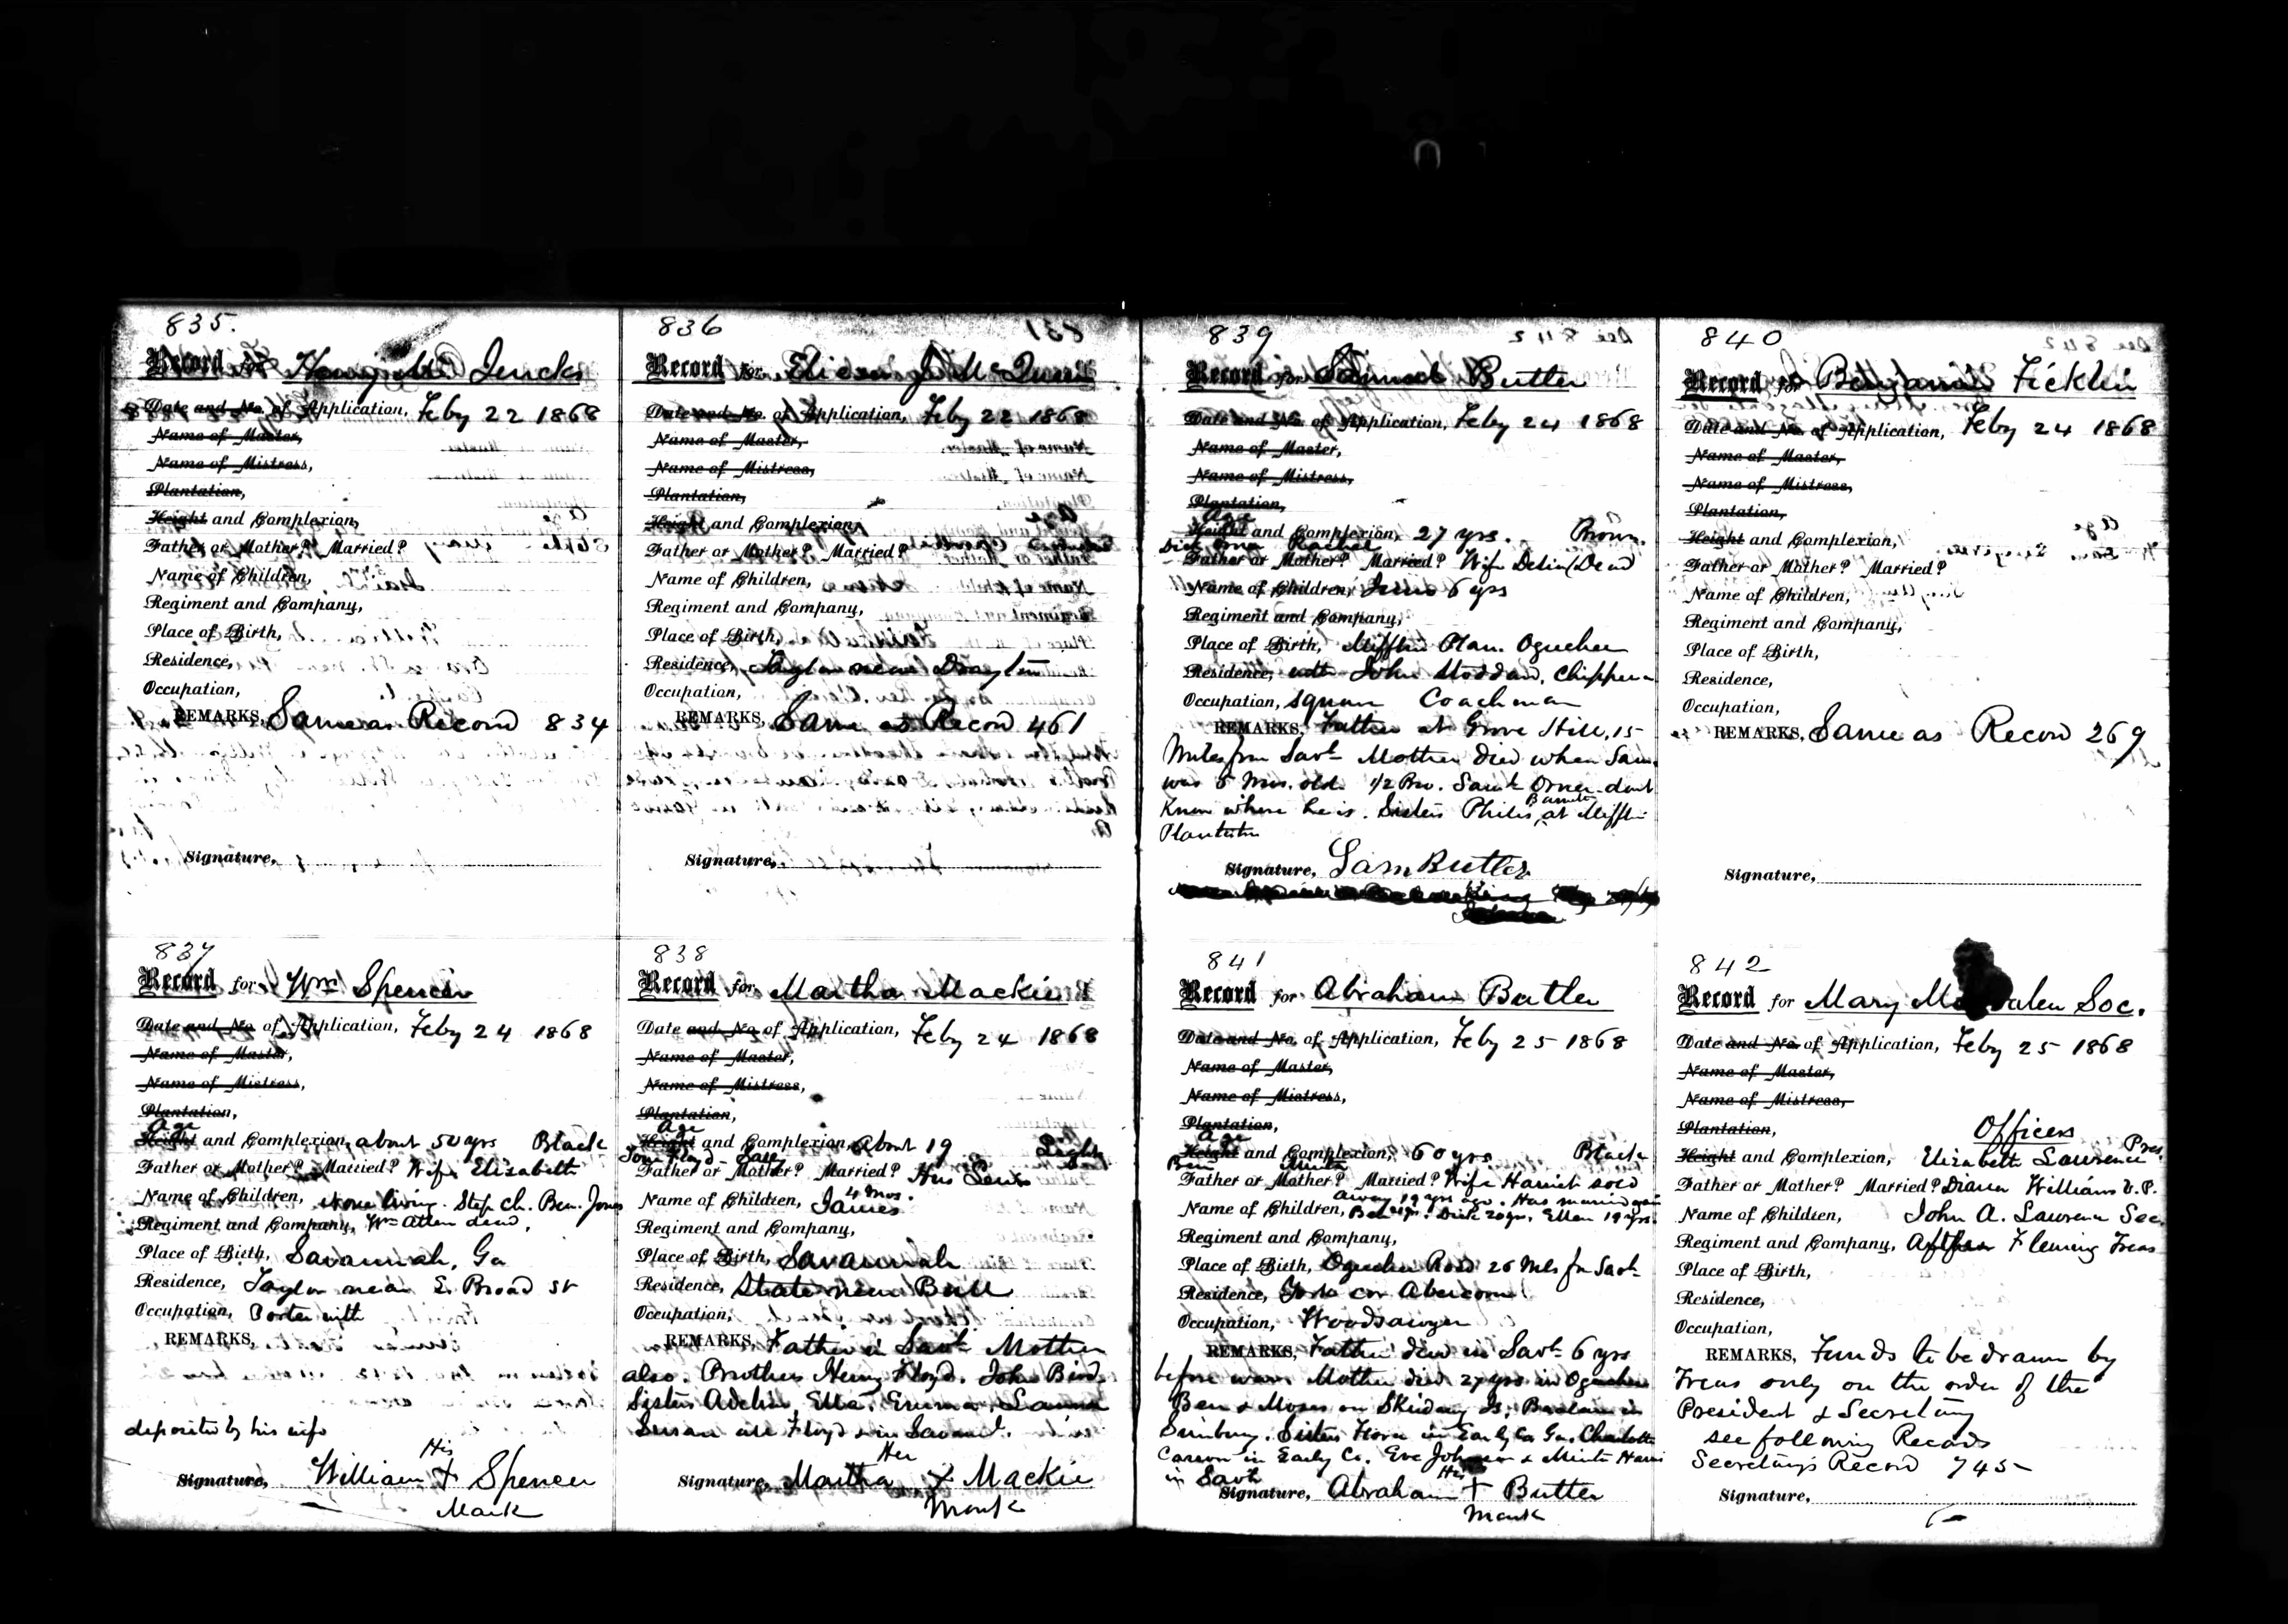 835.
Record for Henry Jencks
Date and No. of Application, Feby 22 1868
Name of Master,
Name of Mistress,
Plantation,
Height and Complexion,
Father or Mother? Married?
Name of Children,
Regiment and Company,
Place of Birth,
Residence,
Occupation,
REMARKS, Same as Record 834
Signature,
836
Record for J McQueen
Date and No. of Application, Feby 22 1868
Name of Master,
Name of Mistress,
Plantation,
Height and Complexion,
Father or Mother? Married?
Name of Children,
Regiment and Company,
Place of Birth,
Residence, Taylor near Drayton
Occupation,
REMARKS, Same as Record 461
Signature,
837
Record for Wm Spencer
Date and No. of Application, Feby 24 1868
Name of Master,
Name of Mistress,
Plantation,
Age
Height and Complexion, about 50 yrs Black
Father or Mother? Married? Wife Elizabeth
Name of Children, None living. Step Ch. Ben. Jones
Regiment and Company, Wm Allen dead,
Place of Birth, Savannah, Ga
Residence, Taylor near E. Broad St
Occupation, Porter with
REMARKS,
deposited by his wife
His
Signature, William + Spencer
Mark
838
Record for Martha Mackie
Date and No. of Application, Feby 24 1868
Name of Master,
Name of Mistress,
Plantation,
Age
Height and Complexion, About 19 Light
Floyd
Father or Mother? Married? Hus Lewis
4 mos.
Name of Children, James
Regiment and Company,
Place of Birth, Savannah
Residence, State near Bull
Occupation,
REMARKS, Father in Savh Mother
also. Brothers Henry Floyd. John Bird.
Sisters Adelia, Ella, Emma, Laura
Susan all Floyd & in Savanh.
Her
Signature, Martha + Mackie
Mark
839
Record for Samuel Butler
Date and No. of Application, Feby 24 1868
Name of Master,
Name of Mistress,
Plantation,
Age
Height and Complexion, 27 yrs. Brown.
Rachel
Father or Mother? Married? Wife Delia (Dead
Name of Children, 6 yrs
Regiment and Company,
Place of Birth, Mifflin Plan. Ogechee
Residence, with John Stoddard, Chippewa
Occupation, square Coachman
REMARKS, Father at Grove Hill, 15
Miles from Savh Mother died when Sam
was 5 Mos. old. 1/2 Bro. dont
Know where he is. Sisters Philis, at Mifflin
Plantation
Signature, Sam Butler
840
Record for Benjamin Ficklin
Date and No. of Application, Feby 24 1868
Name of Master,
Name of Mistress,
Plantation,
Height and Complexion,
Father or Mother? Married?
Name of Children,
Regiment and Company,
Place of Birth,
Residence,
Occupation,
REMARKS, Same as Record 269
Signature,
841
Record for Abraham Butler
Date and No. of Application, Feby 25 1868
Name of Master,
Name of Mistress,
Plantation,
Age
Height and Complexion, 60 yrs Black
Ben Minta
Father or Mother? Married? Wife Harriet sold
away 19 yrs ago. Has married again
Name of Children, Ben Dick 20 yrs. Ellen 19 yrs.
Regiment and Company,
Place of Birth, Ogechee Road 26 Mls fm Savh
Residence, York cor Abercorn
Occupation, Woodsawyer
REMARKS, Father died in Savh 6 yrs
before war. Mother died 27 yrs in Ogechee
Ben & Moses on Skidaway Is, in
Sunbury. Sisters Flora in Early Co Ga. Charlotte
Carson in Early Co. Eve Johnson & Minta Harris
in Savh
His
Signature, Abraham + Butler
Mark
842
Record for Mary Magdalen Soc.
Date and No. of Application, Feby 25 1868
Name of Master,
Name of Mistress,
Plantation,
Officers
Height and Complexion, Elizabeth Lawrence Pres.
Father or Mother? Married? Diana Williams V. P.
Name of Children, John A. Lawrence Sec.
Regiment and Company, Fleming Treas
Place of Birth,
Residence,
Occupation,
REMARKS, Funds to be drawn by
Treas only on the order of the
President & Secretary
see following Records
Secretary's Record 745
Signature,